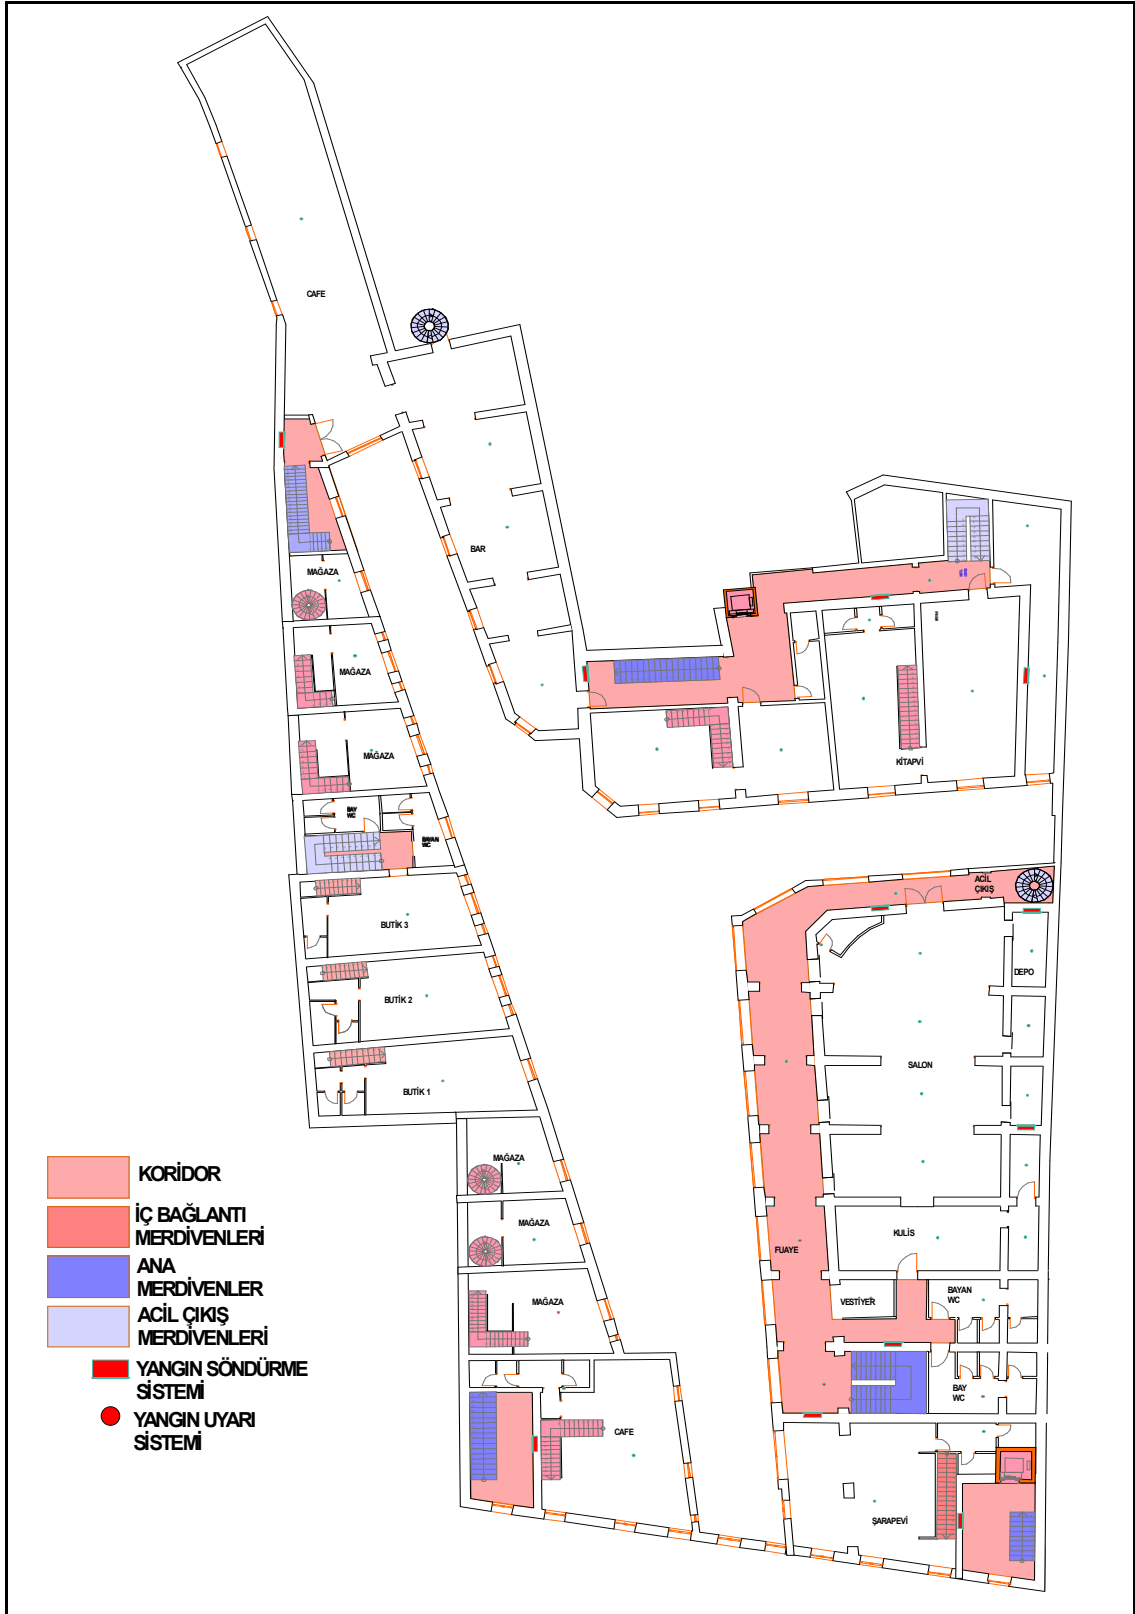 CAFE
BAR
MAĞAZA
MAĞAZA
MAĞAZA
BAY
WC
BAYAN
WC
KİTAPVİ
BUTİK 3
BUTİK 2
BUTİK 1
ACİL
ÇIKIŞ
DEPO
SALON
MAĞAZA
MAĞAZA
MAĞAZA
KULİS
FUAYE
VESTİYER
BAYAN
WC
BAY
WC
CAFE
ŞARAPEVİ
KORİDOR
İÇ BAĞLANTI
MERDİVENLERİ
ANA
MERDİVENLER
ACİL ÇIKIŞ
MERDİVENLERİ
YANGIN SÖNDÜRME
SİSTEMİ
YANGIN UYARI
SİSTEMİ